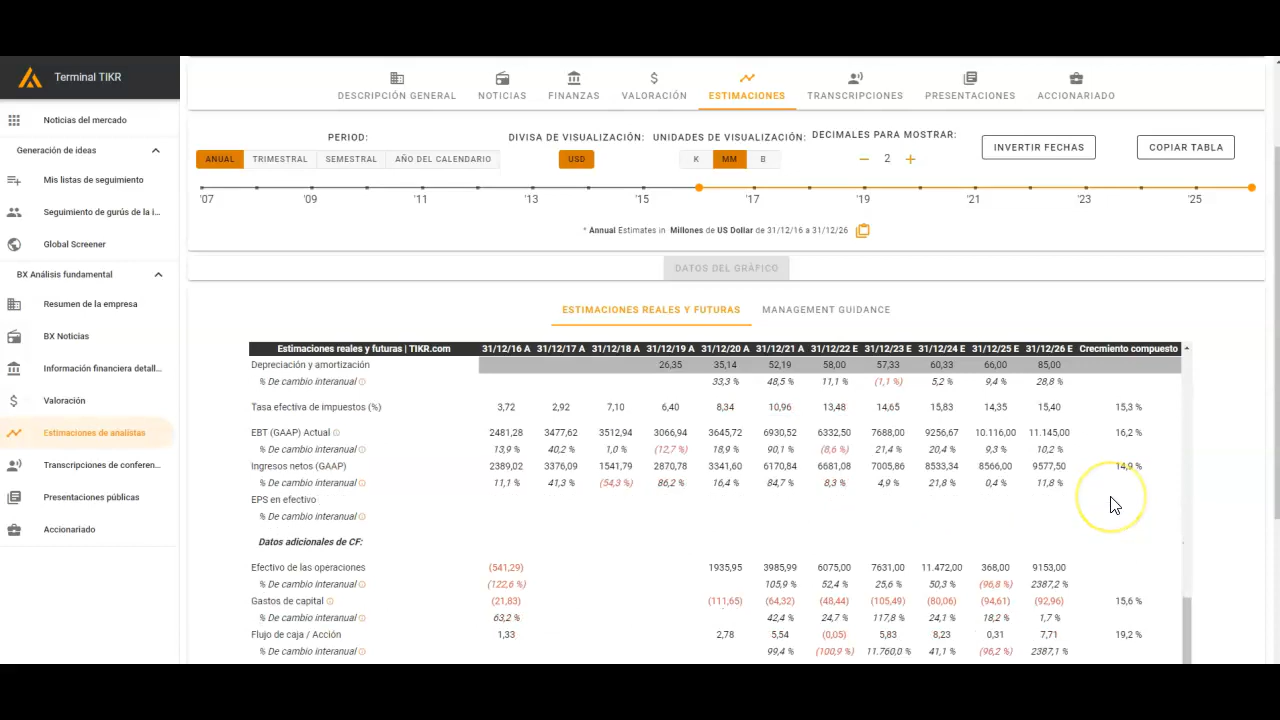 Terminal TIKR
Noticias del mercado
Generación de ideas
Mis listas de seguimiento
Seguimiento de gurús de la i...
Global Screener
BX Análisis fundamental
Resumen de la empresa
BX Noticias
Información financiera detall...
Valoración
Estimaciones de analistas
Transcripciones de conferen...
Presentaciones públicas
Accionariado
DESCRIPCIÓN GENERAL NOTICIAS FINANZAS VALORACIÓN ESTIMACIONES TRANSCRIPCIONES PRESENTACIONES ACCIONARIADO
PERIOD: DIVISA DE VISUALIZACIÓN: UNIDADES DE VISUALIZACIÓN: DECIMALES PARA MOSTRAR:
ANUAL TRIMESTRAL SEMESTRAL AÑO DEL CALENDARIO USD K MM B − 2 + INVERTIR FECHAS COPIAR TABLA
'07 '09 '11 '13 '15 '17 '19 '21 '23 '25
* Annual Estimates in Millones de US Dollar de 31/12/16 a 31/12/26
DATOS DEL GRÁFICO
ESTIMACIONES REALES Y FUTURAS MANAGEMENT GUIDANCE
Estimaciones reales y futuras | TIKR.com 31/12/16 A 31/12/17 A 31/12/18 A 31/12/19 A 31/12/20 A 31/12/21 A 31/12/22 E 31/12/23 E 31/12/24 E 31/12/25 E 31/12/26 E Crecmiento compuesto
Depreciación y amortización 26,35 35,14 52,19 58,00 57,33 60,33 66,00 85,00
% De cambio interanual 33,3 % 48,5 % 11,1 % (1,1 %) 5,2 % 9,4 % 28,8 %
Tasa efectiva de impuestos (%) 3,72 2,92 7,10 6,40 8,34 10,96 13,48 14,65 15,83 14,35 15,40 15,3 %
EBT (GAAP) Actual 2481,28 3477,62 3512,94 3066,94 3645,72 6930,52 6332,50 7688,00 9256,67 10.116,00 11.145,00 16,2 %
% De cambio interanual 13,9 % 40,2 % 1,0 % (12,7 %) 18,9 % 90,1 % (8,6 %) 21,4 % 20,4 % 9,3 % 10,2 %
Ingresos netos (GAAP) 2389,02 3376,09 1541,79 2870,78 3341,60 6170,84 6681,08 7005,86 8533,34 8566,00 9577,50 14,9 %
% De cambio interanual 11,1 % 41,3 % (54,3 %) 86,2 % 16,4 % 84,7 % 8,3 % 4,9 % 21,8 % 0,4 % 11,8 %
EPS en efectivo
% De cambio interanual
Datos adicionales de CF:
Efectivo de las operaciones (541,29) 1935,95 3985,99 6075,00 7631,00 11.472,00 368,00 9153,00
% De cambio interanual (122,6 %) 105,9 % 52,4 % 25,6 % 50,3 % (96,8 %) 2387,2 %
Gastos de capital (21,83) (111,65) (64,32) (48,44) (105,49) (80,06) (94,61) (92,96) 15,6 %
% De cambio interanual 63,2 % 42,4 % 24,7 % 117,8 % 24,1 % 18,2 % 1,7 %
Flujo de caja / Acción 1,33 2,78 5,54 (0,05) 5,83 8,23 0,31 7,71 19,2 %
% De cambio interanual 99,4 % (100,9 %) 11.760,0 % 41,1 % (96,2 %) 2387,1 %